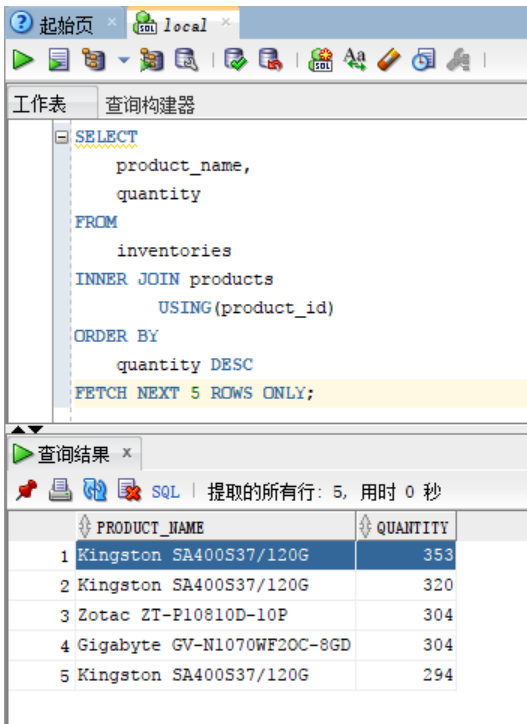 起始页 local
工作表 查询构建器
SELECT
product_name,
quantity
FROM
inventories
INNER JOIN products
USING(product_id)
ORDER BY
quantity DESC
FETCH NEXT 5 ROWS ONLY;
查询结果 x
SQL | 提取的所有行: 5, 用时 0 秒
PRODUCT_NAME QUANTITY
1 Kingston SA400S37/120G 353
2 Kingston SA400S37/120G 320
3 Zotac ZT-P10810D-10P 304
4 Gigabyte GV-N1070WF2OC-8GD 304
5 Kingston SA400S37/120G 294